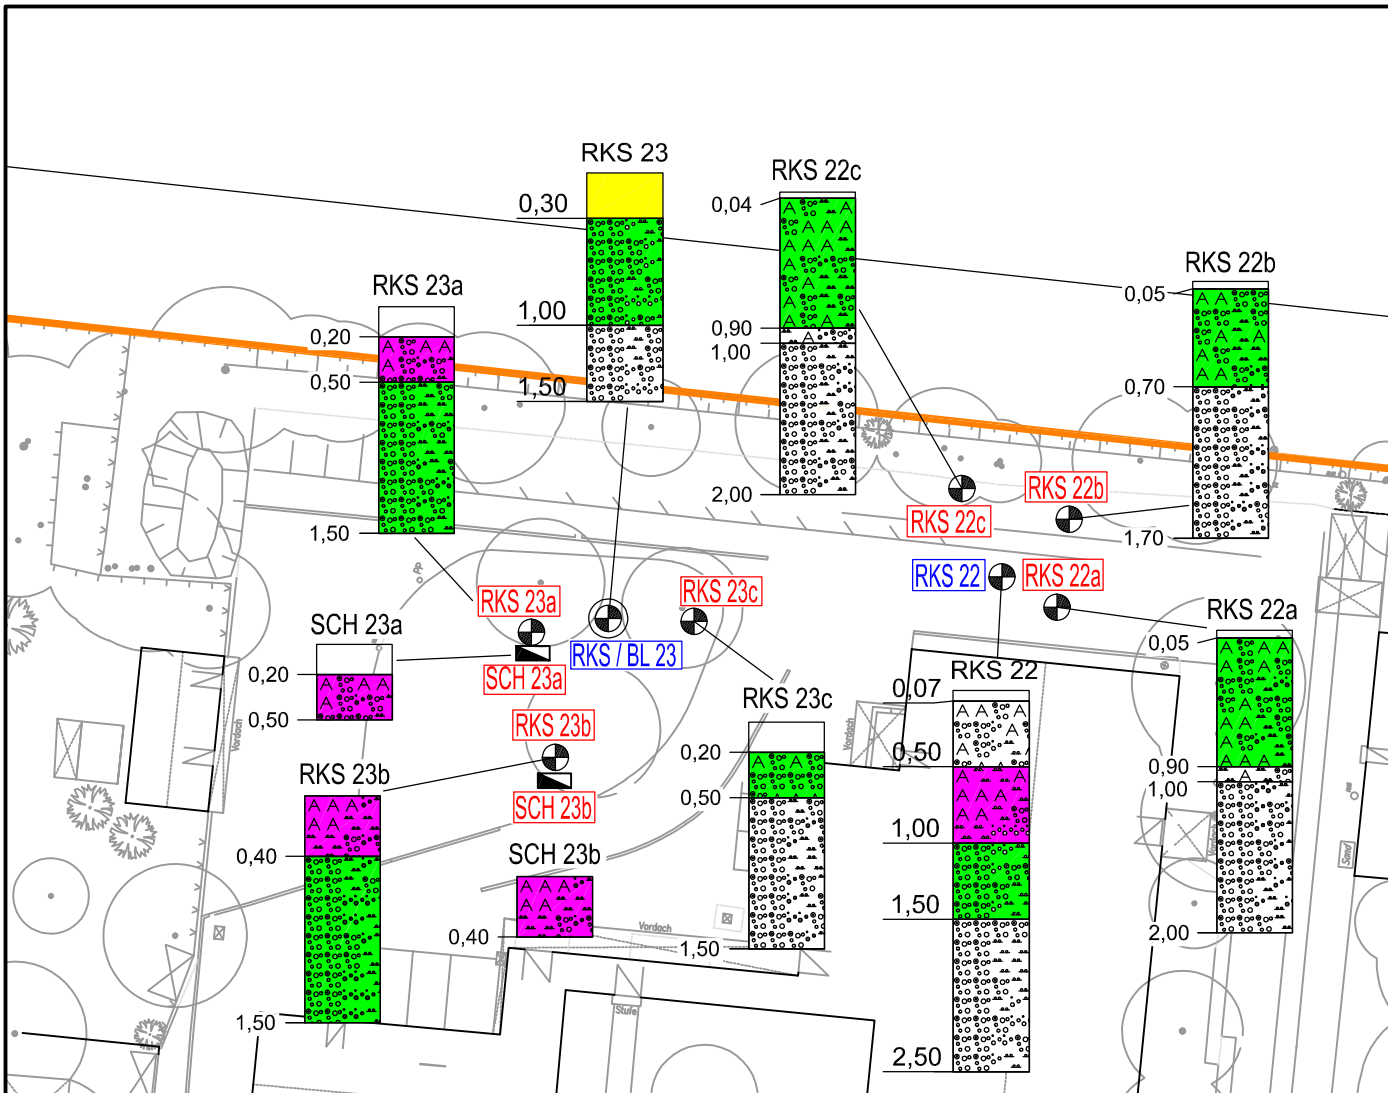 RKS 23
0,30
1,00
1,50
RKS 22c
0,04
0,90
1,00
2,00
RKS 22b
0,05
0,70
1,70
RKS 23a
0,20
0,50
1,50
RKS 22c
RKS 22b
RKS 22
RKS 22a
RKS 23a
SCH 23a
RKS / BL 23
RKS 23c
pp
SCH 23a
0,20
0,50
RKS 22a
0,05
0,90
1,00
2,00
RKS 22
0,07
0,50
1,00
1,50
2,50
RKS 23c
0,20
0,50
1,50
RKS 23b
SCH 23b
RKS 23b
0,40
1,50
SCH 23b
0,40
Vordach
Vordach
Vordach
Vordach
Stufe
Sand